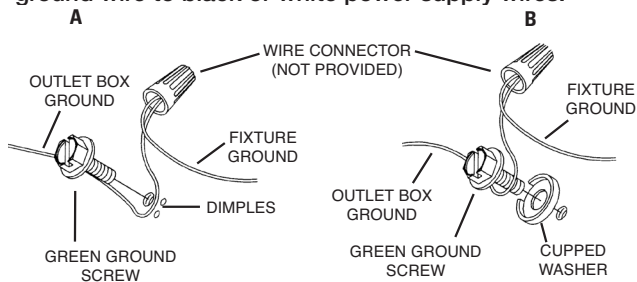 ground wire to black or white power supply wires.
A
B
WIRE CONNECTOR
(NOT PROVIDED)
OUTLET BOX
GROUND
FIXTURE
GROUND
DIMPLES
GREEN GROUND
SCREW
FIXTURE
GROUND
OUTLET BOX
GROUND
GREEN GROUND
SCREW
CUPPED
WASHER